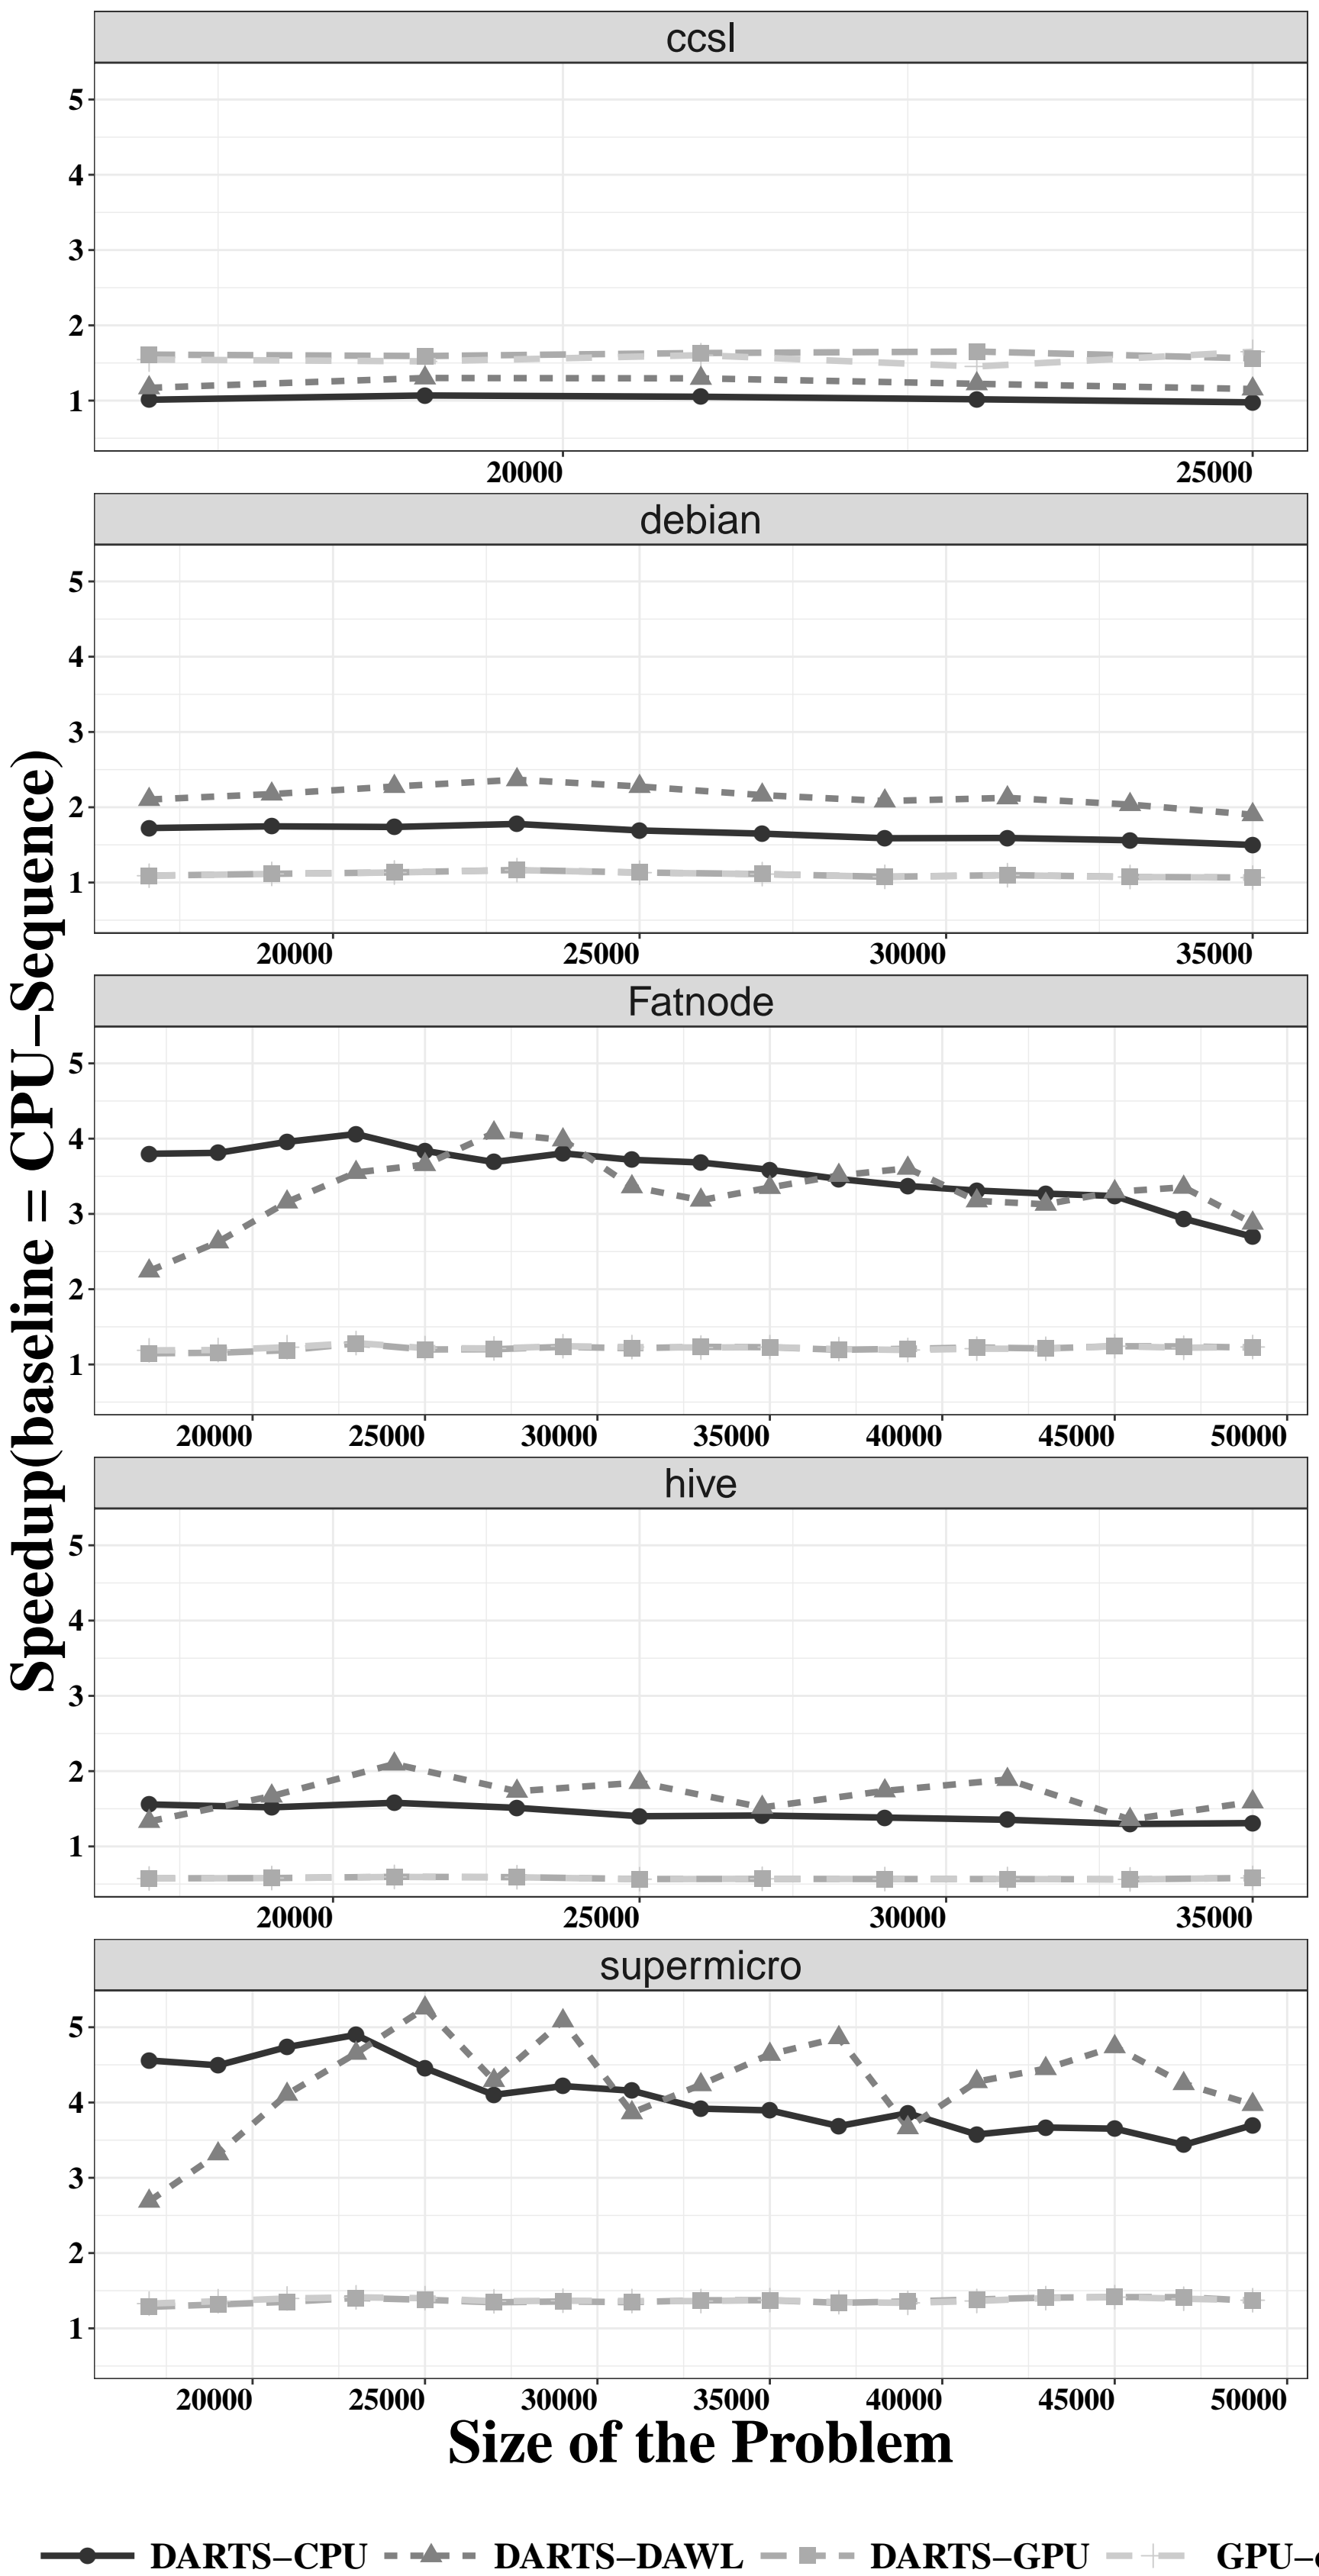 ccsl
5
4
3
2
1
20000 25000
debian
5
4
3
2
1
20000 25000 30000 35000
Fatnode
5
4
3
2
1
20000 25000 30000 35000 40000 45000 50000
hive
5
4
3
2
1
20000 25000 30000 35000
supermicro
5
4
3
2
1
20000 25000 30000 35000 40000 45000 50000
Speedup(baseline = CPU−Sequence)
Size of the Problem
DARTS−CPU DARTS−DAWL DARTS−GPU